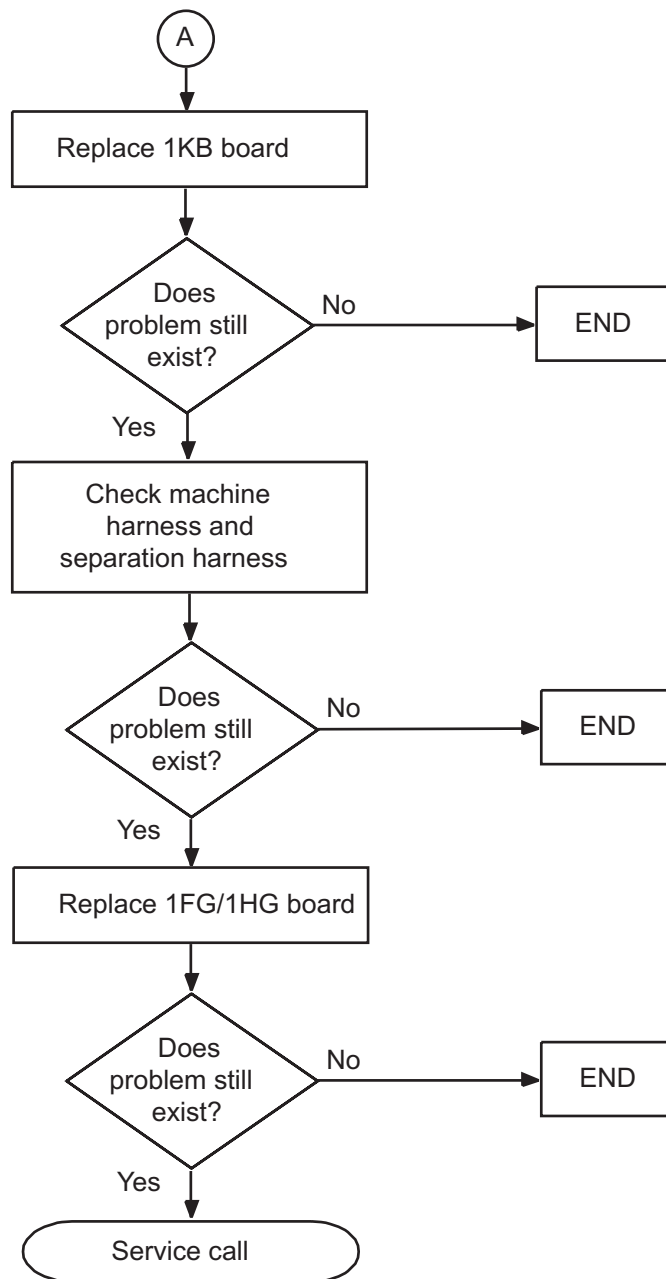 A
Replace 1KB board
Does
problem still
exist?
No
END
Yes
Check machine
harness and
separation harness
Does
problem still
exist?
No
END
Yes
Replace 1FG/1HG board
Does
problem still
exist?
No
END
Yes
Service call